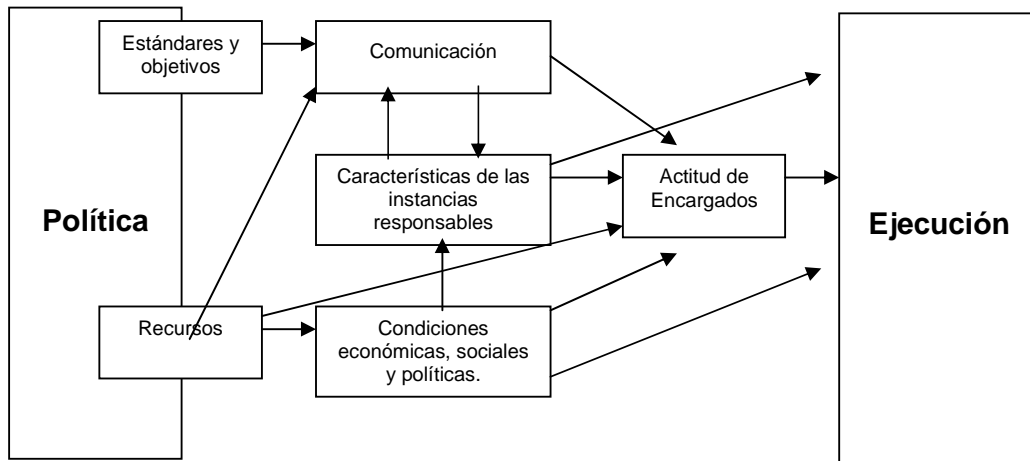 Estándares y
objetivos
Comunicación
Características de las
instancias
responsables
Actitud de
Encargados
Política
Ejecución
Recursos
Condiciones
económicas, sociales
y políticas.